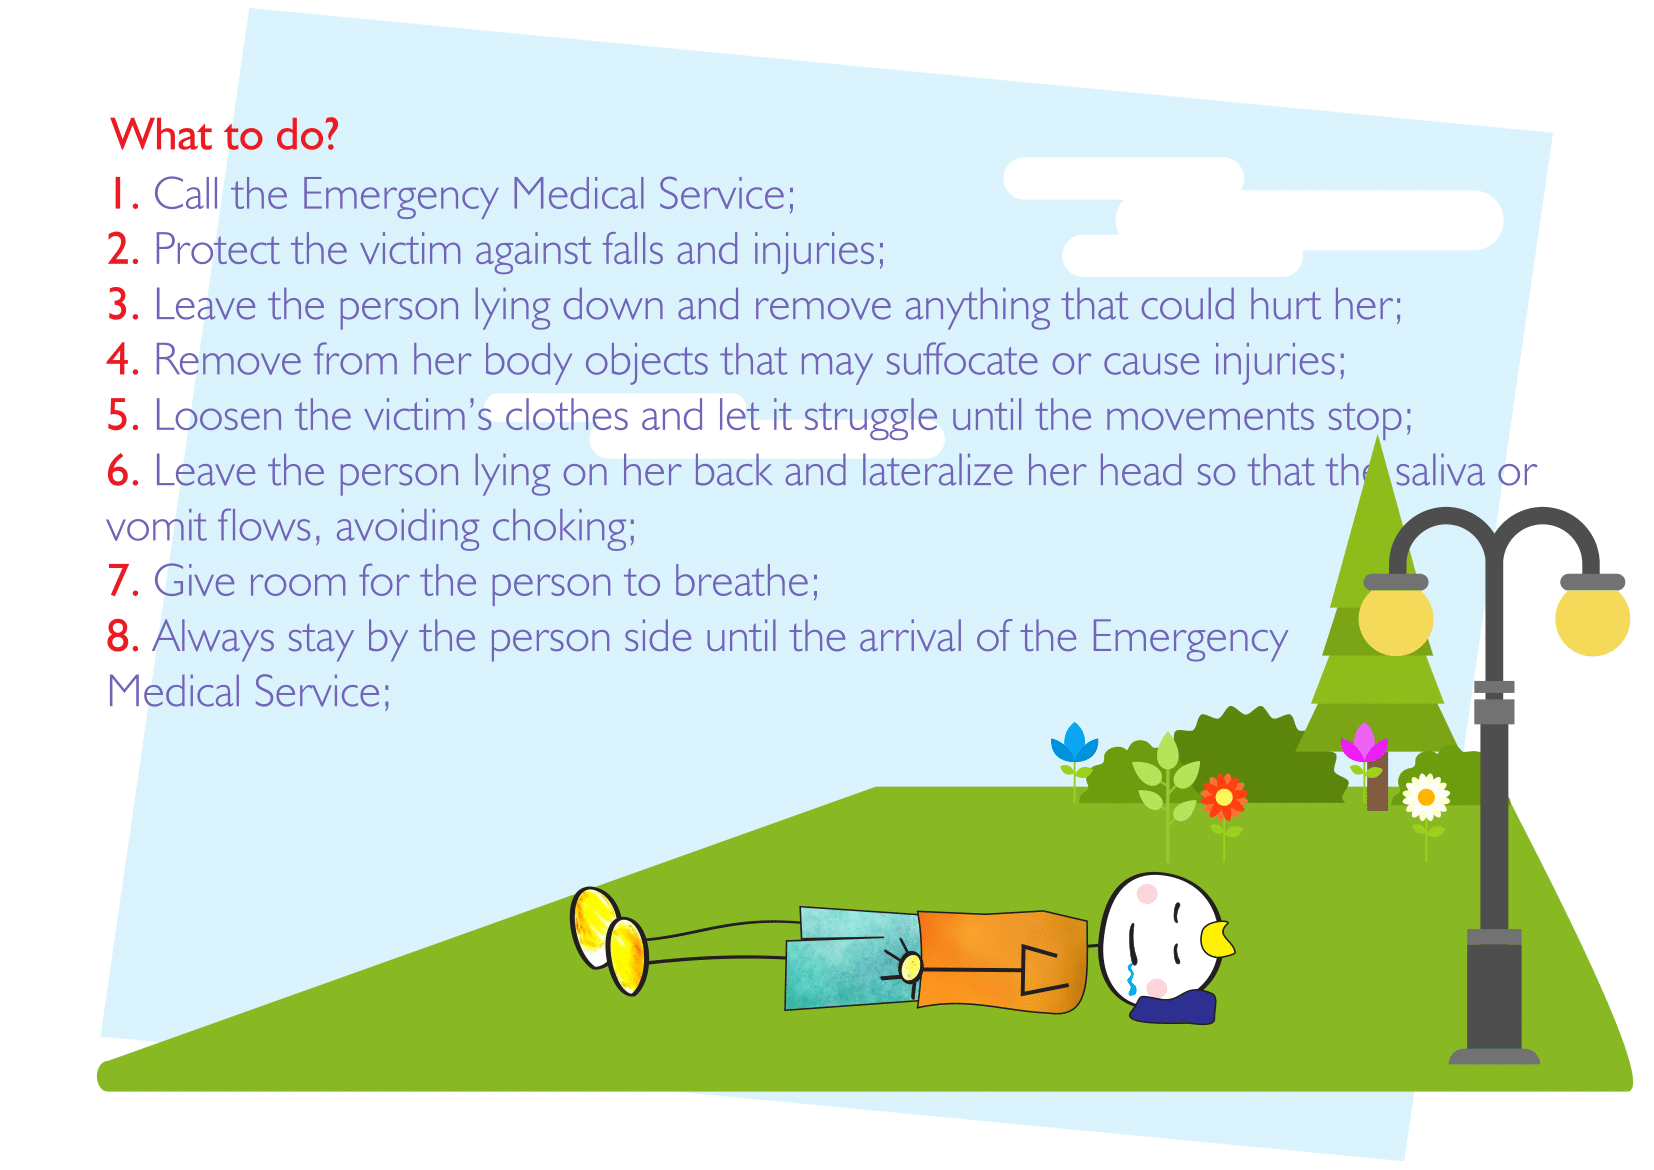 What to do?
1. Call the Emergency Medical Service;
2. Protect the victim against falls and injuries;
3. Leave the person lying down and remove anything that could hurt her;
4. Remove from her body objects that may suffocate or cause injuries;
5. Loosen the victim’s clothes and let it struggle until the movements stop;
6. Leave the person lying on her back and lateralize her head so that the saliva or
vomit flows, avoiding choking;
7. Give room for the person to breathe;
8. Always stay by the person side until the arrival of the Emergency
Medical Service;